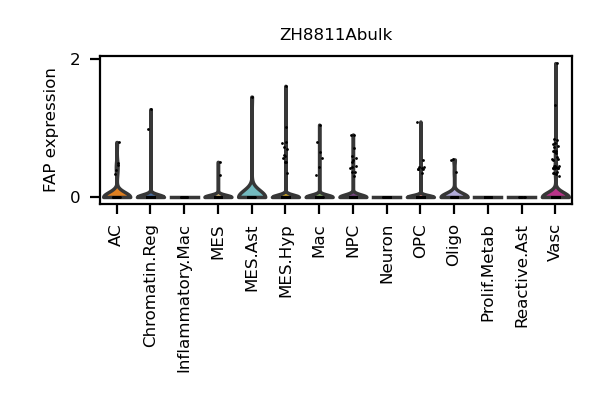 ZH8811Abulk
FAP expression
2
0
AC
Chromatin.Reg
Inflammatory.Mac
MES
MES.Ast
MES.Hyp
Mac
NPC
Neuron
OPC
Oligo
Prolif.Metab
Reactive.Ast
Vasc